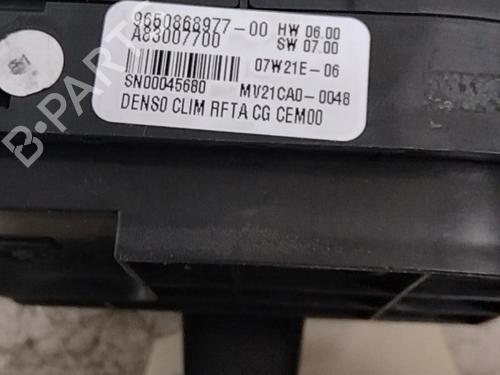 9650868977-00 HW 06.00
A83007700 SW 07.00
07W21E-06
SN00045680 MV21CA0-0048
DENSO CLIM RFTA CG CEM00